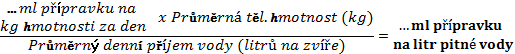 ...ml přípravku na
kg hmotnosti za den x Průměrná těl. hmotnost (kg)
Průměrný denní příjem vody (litrů na zvíře)
= ...ml přípravku
na litr pitné vody